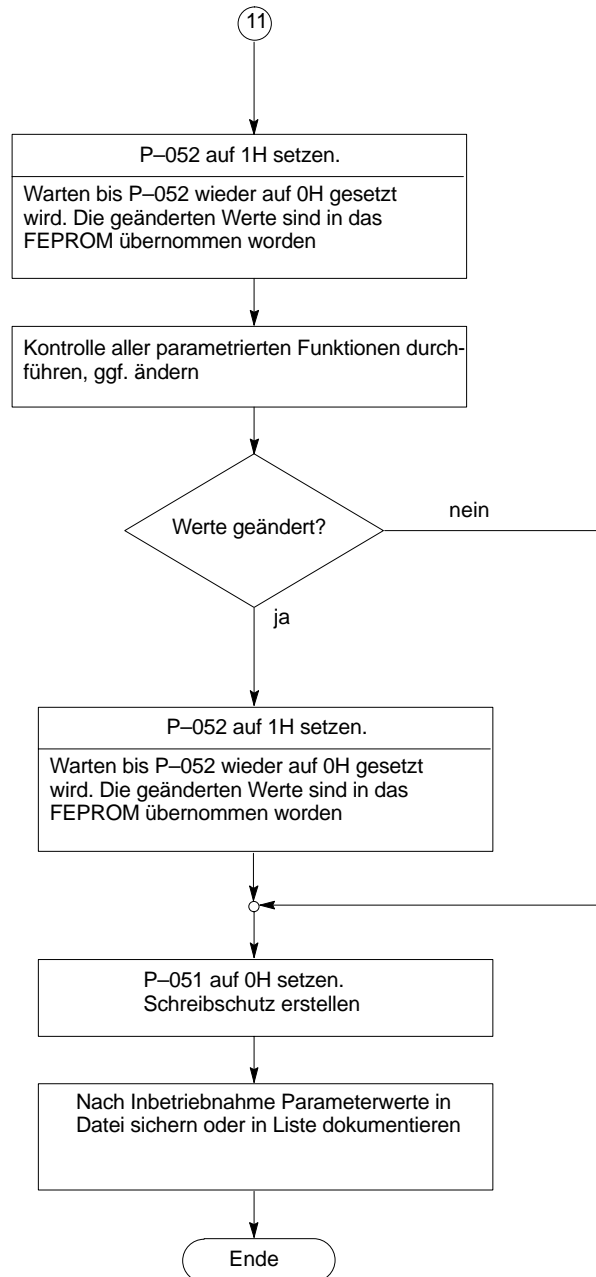 11
P–052 auf 1H setzen.
Warten bis P–052 wieder auf 0H gesetzt
wird. Die geänderten Werte sind in das
FEPROM übernommen worden
Kontrolle aller parametrierten Funktionen durch-
führen, ggf. ändern
Werte geändert?
nein
ja
P–052 auf 1H setzen.
Warten bis P–052 wieder auf 0H gesetzt
wird. Die geänderten Werte sind in das
FEPROM übernommen worden
P–051 auf 0H setzen.
Schreibschutz erstellen
Nach Inbetriebnahme Parameterwerte in
Datei sichern oder in Liste dokumentieren
Ende